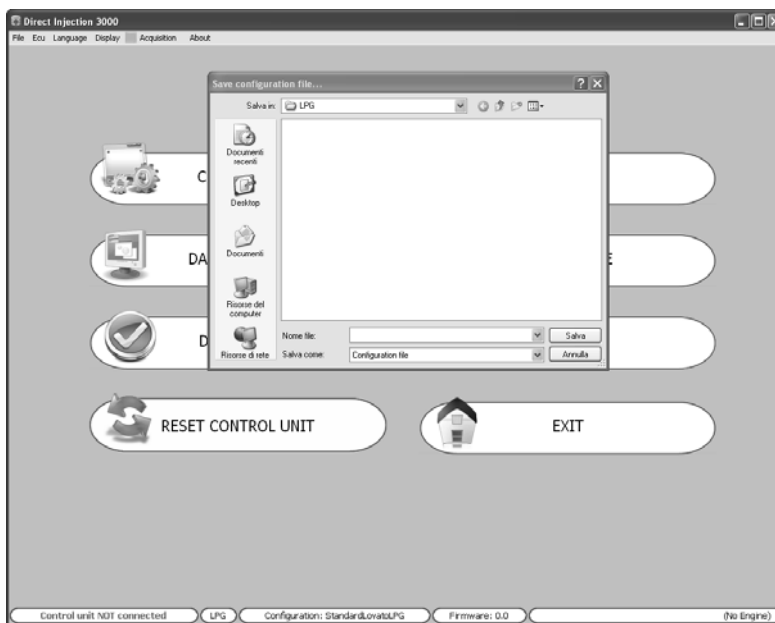 Direct Injection 3000
File Ecu Language Display Acquisition About
Save configuration file...
Salva in: LPG
Documenti
recenti
Desktop
Documenti
Risorse del
computer
Risorse di rete
Nome file: Salva
Salva come: Configuration file Annulla
C
DA E
D
RESET CONTROL UNIT EXIT
Control unit NOT connected LPG Configuration: StandardLovatoLPG Firmware: 0.0 (No Engine)